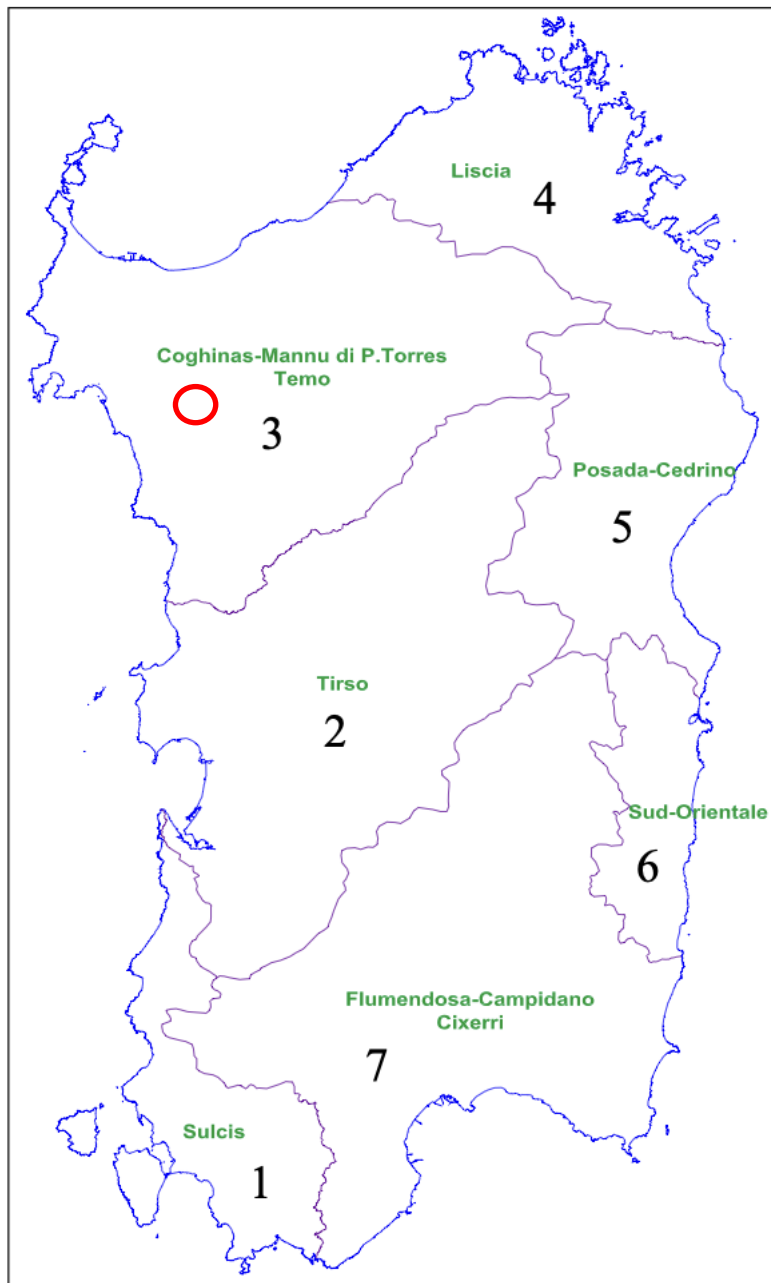 Liscia
4
Coghinas-Mannu di P.Torres
Temo
3
Posada-Cedrino
5
Tirso
2
Sud-Orientale
6
Flumendosa-Campidano
Cixerri
7
Sulcis
1